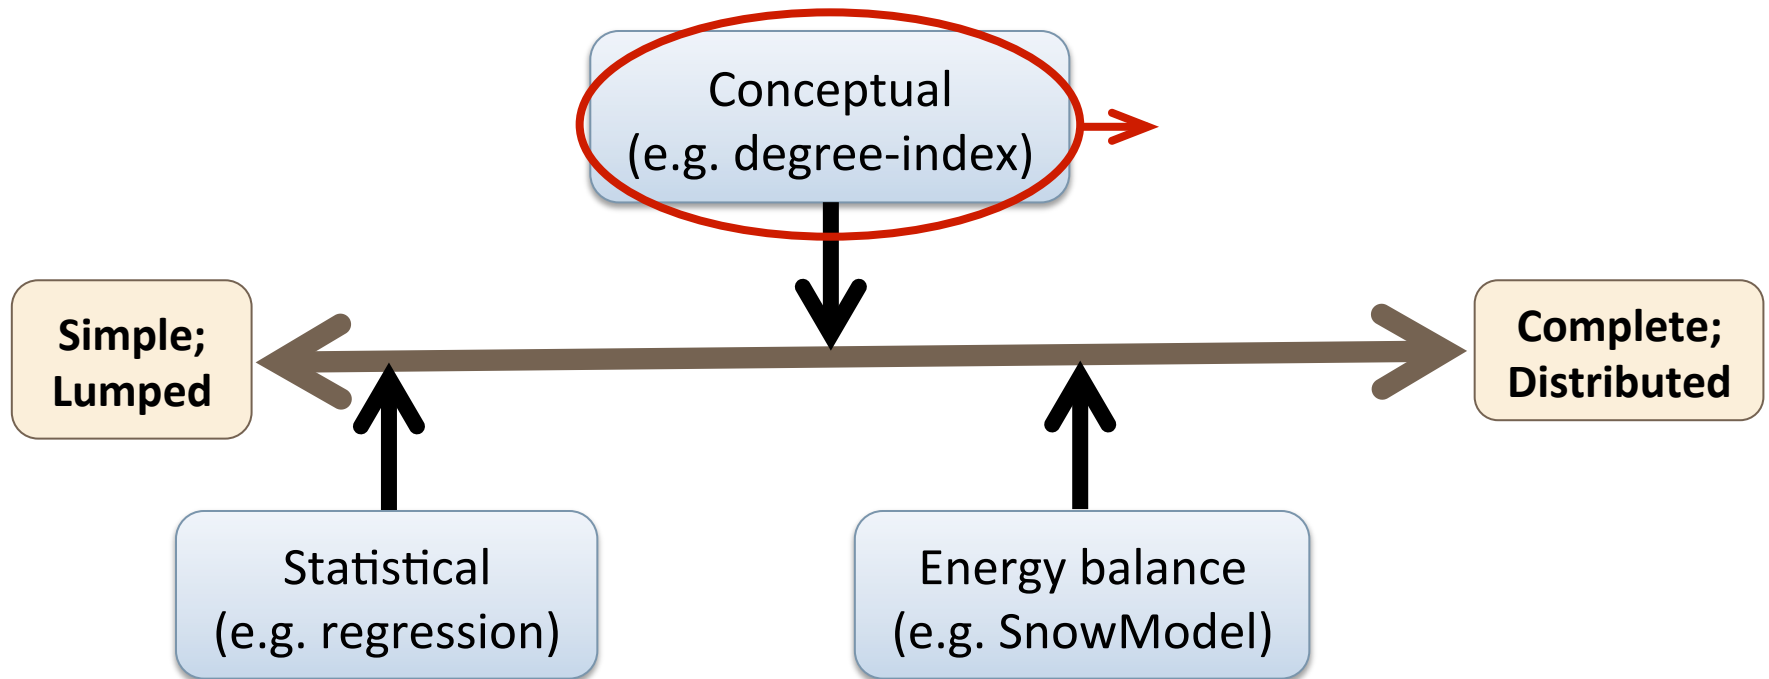 Conceptual
(e.g. degree-index)
Simple;
Lumped
Complete;
Distributed
Statistical
(e.g. regression)
Energy balance
(e.g. SnowModel)